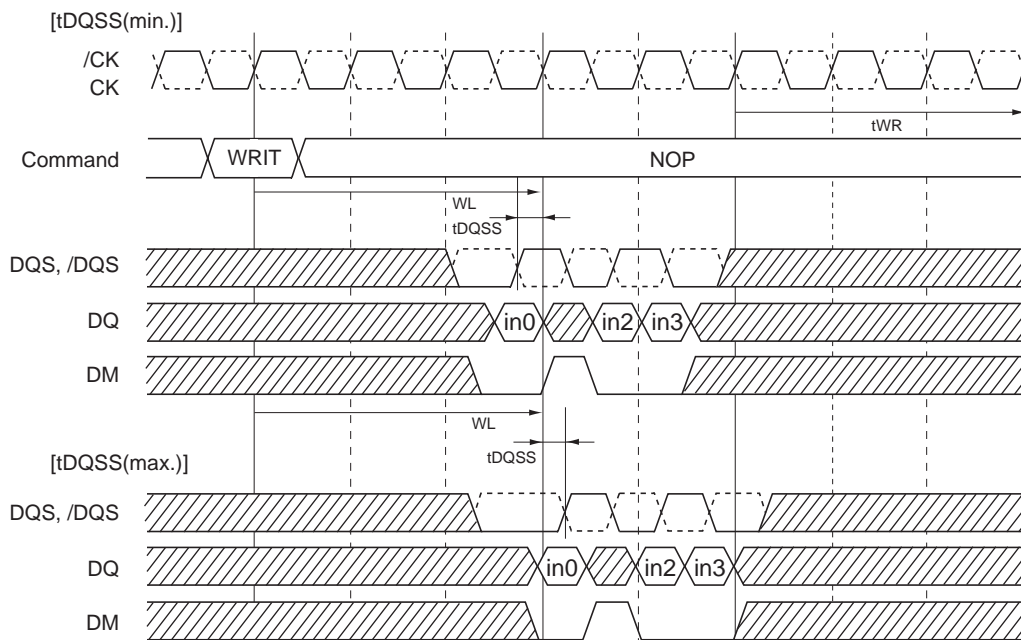 [tDQSS(min.)]
/CK
CK
tWR
Command WRIT NOP
WL
tDQSS
DQS, /DQS
DQ in0 in2 in3
DM
WL
tDQSS
[tDQSS(max.)]
DQS, /DQS
DQ in0 in2 in3
DM